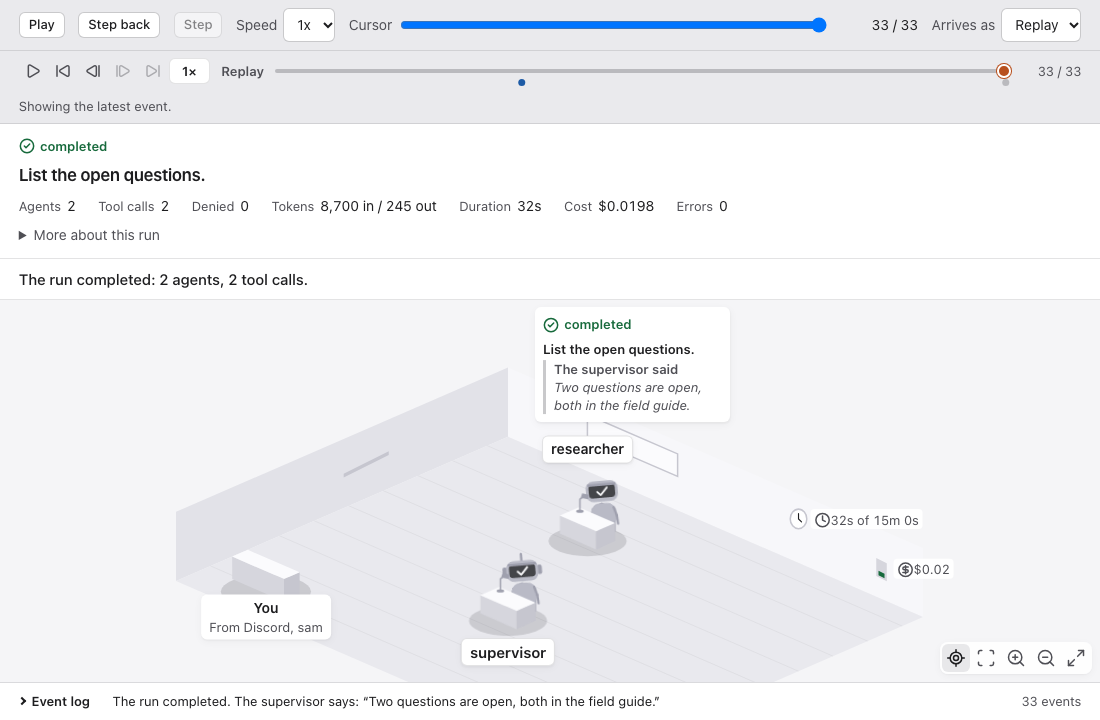 Play Step back Step Speed 1x Cursor 33 / 33 Arrives as Replay
1× Replay 33 / 33
Showing the latest event.
completed
List the open questions.
Agents 2 Tool calls 2 Denied 0 Tokens 8,700 in / 245 out Duration 32s Cost $0.0198 Errors 0
More about this run
The run completed: 2 agents, 2 tool calls.
completed
List the open questions.
The supervisor said
Two questions are open,
both in the field guide.
researcher
32s of 15m 0s
$0.02
You
From Discord, sam
supervisor
Event log The run completed. The supervisor says: “Two questions are open, both in the field guide.” 33 events